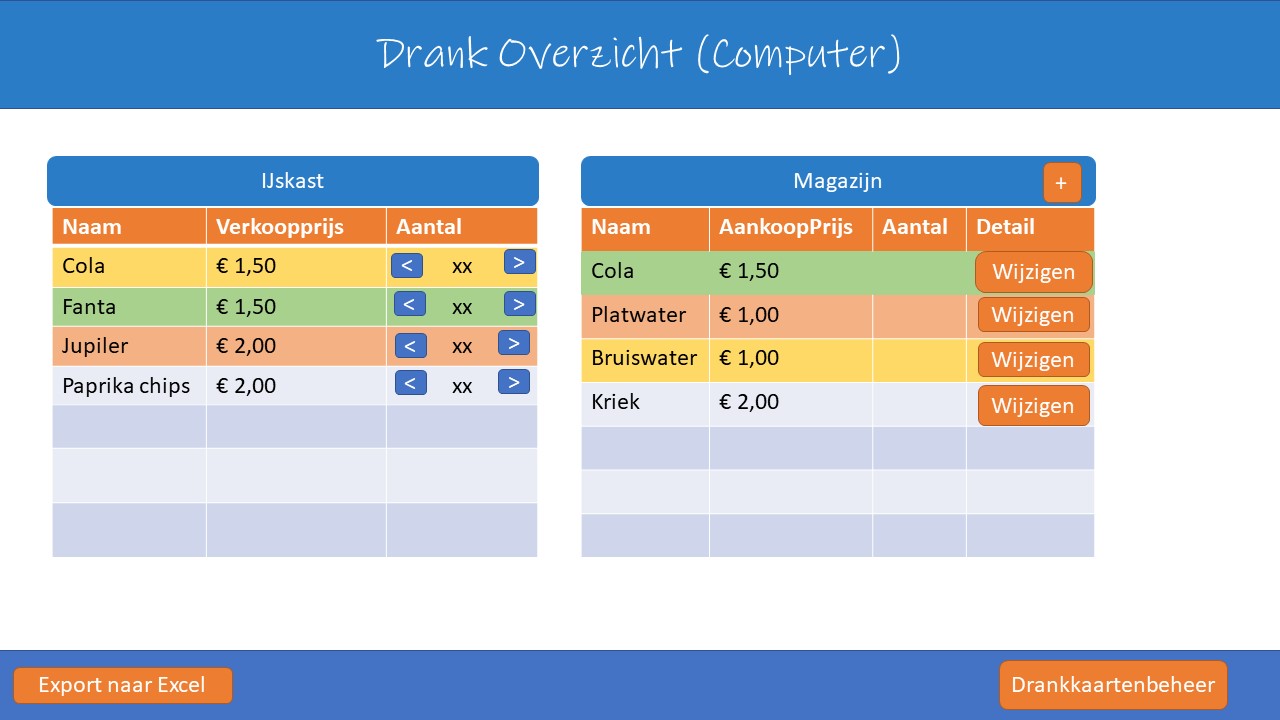 Drank Overzicht (Computer)
IJskast
Naam Verkoopprijs Aantal
Cola € 1,50 < xx >
Fanta € 1,50 < xx >
Jupiler € 2,00 < xx >
Paprika chips € 2,00 < xx >
Magazijn +
Naam AankoopPrijs Aantal Detail
Cola € 1,50 Wijzigen
Platwater € 1,00 Wijzigen
Bruiswater € 1,00 Wijzigen
Kriek € 2,00 Wijzigen
Export naar Excel
Drankkaartenbeheer